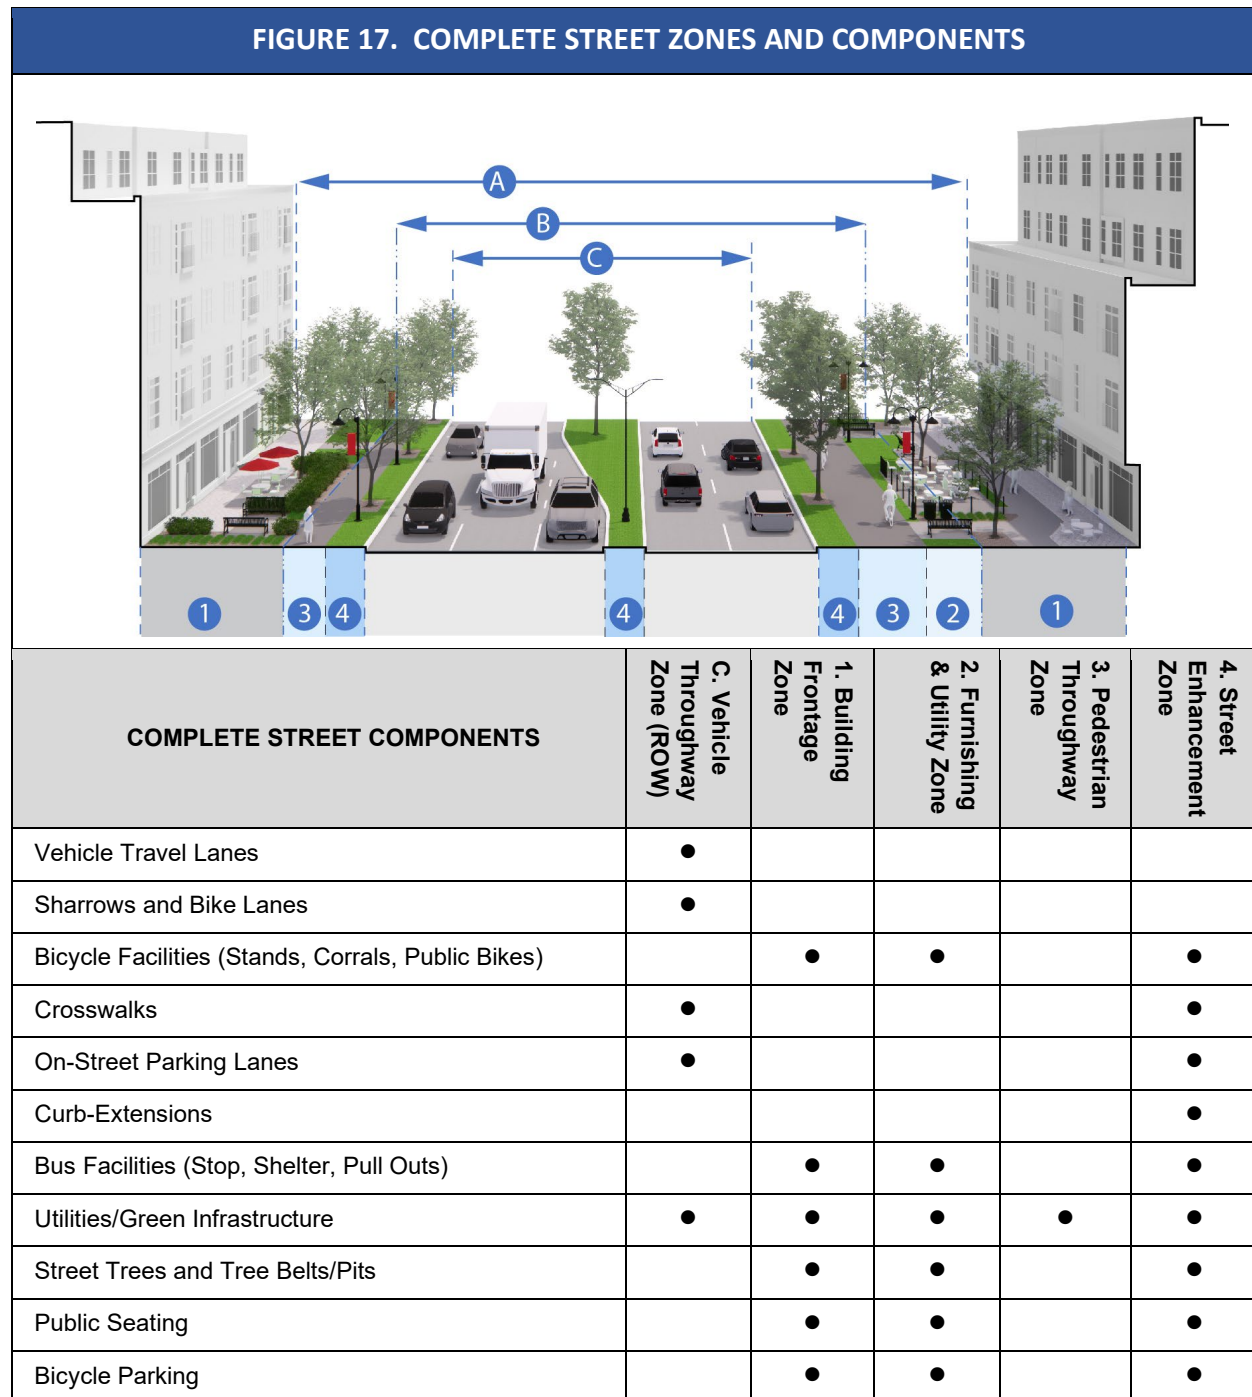 FIGURE 17.  COMPLETE STREET ZONES AND COMPONENTS
A
B
C
1
3
4
4
4
3
2
1
COMPLETE STREET COMPONENTS
C. Vehicle
Throughway
Zone (ROW)
1. Building
Frontage
Zone
2. Furnishing
& Utility Zone
3. Pedestrian
Throughway
Zone
4. Street
Enhancement
Zone
Vehicle Travel Lanes ●
Sharrows and Bike Lanes ●
Bicycle Facilities (Stands, Corrals, Public Bikes) ● ● ●
Crosswalks ● ●
On-Street Parking Lanes ● ●
Curb-Extensions ●
Bus Facilities (Stop, Shelter, Pull Outs) ● ● ●
Utilities/Green Infrastructure ● ● ● ● ●
Street Trees and Tree Belts/Pits ● ● ●
Public Seating ● ● ●
Bicycle Parking ● ● ●